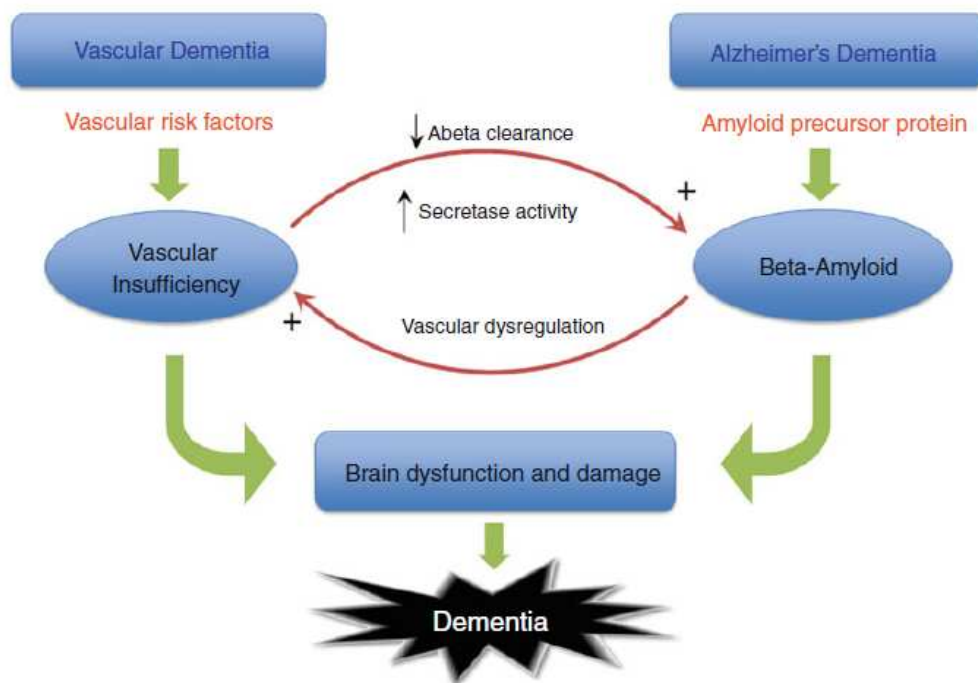 Vascular Dementia
Alzheimer's Dementia
Vascular risk factors
Amyloid precursor protein
↓ Abeta clearance
+
↑ Secretase activity
Vascular
Insufficiency
Beta-Amyloid
+
Vascular dysregulation
Brain dysfunction and damage
Dementia